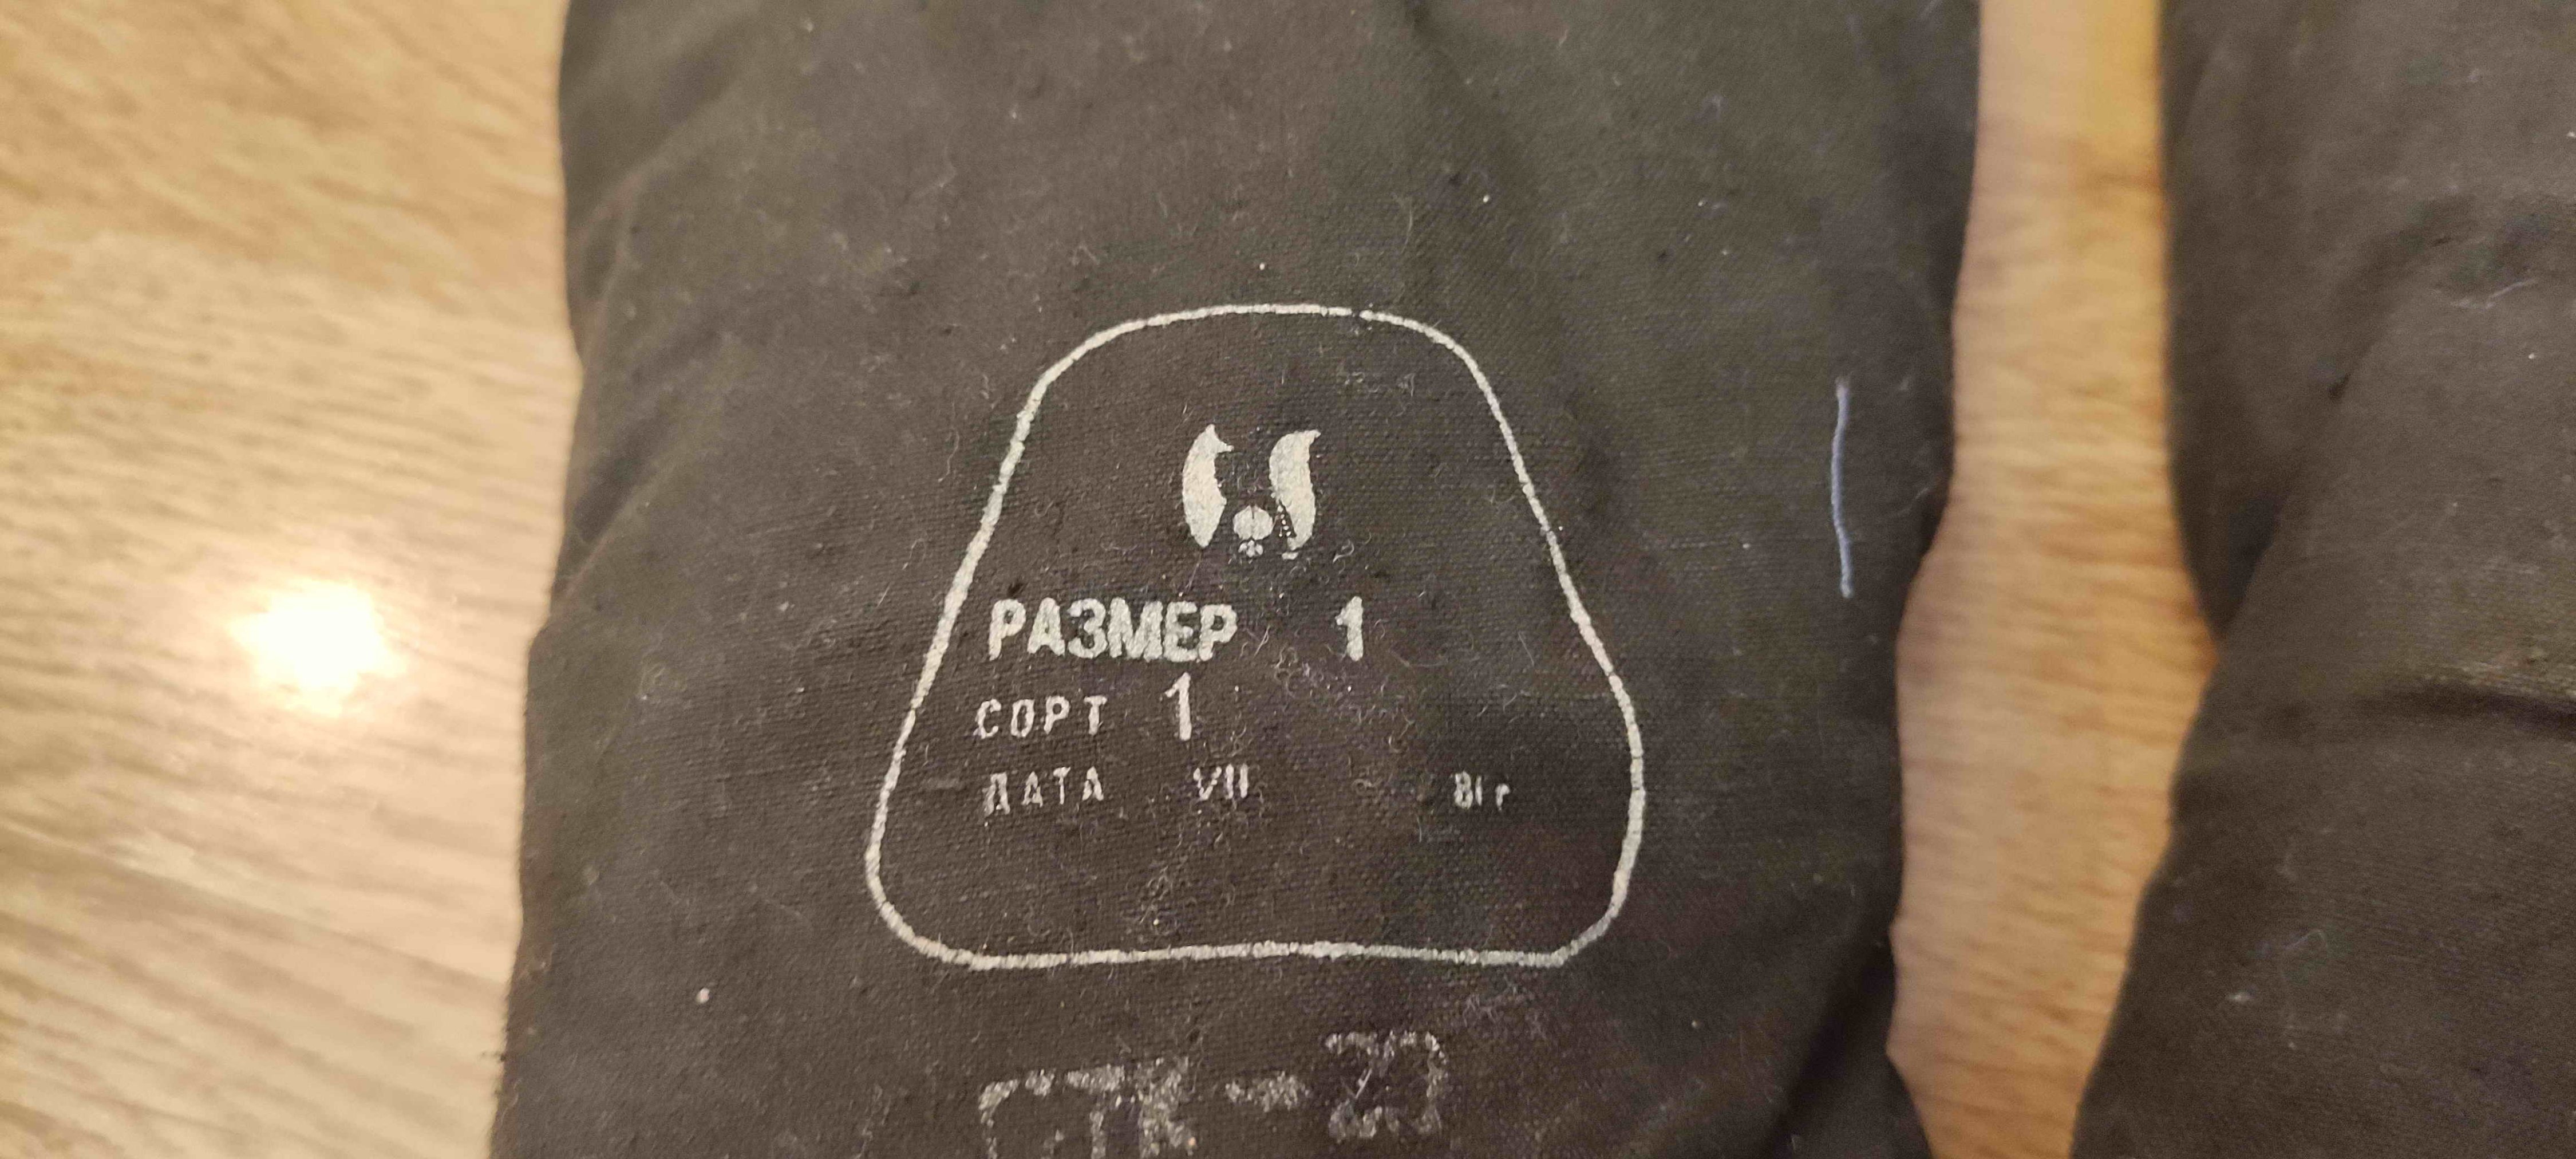 РАЗМЕР 1
СОРТ 1
ДАТА VII 81 г